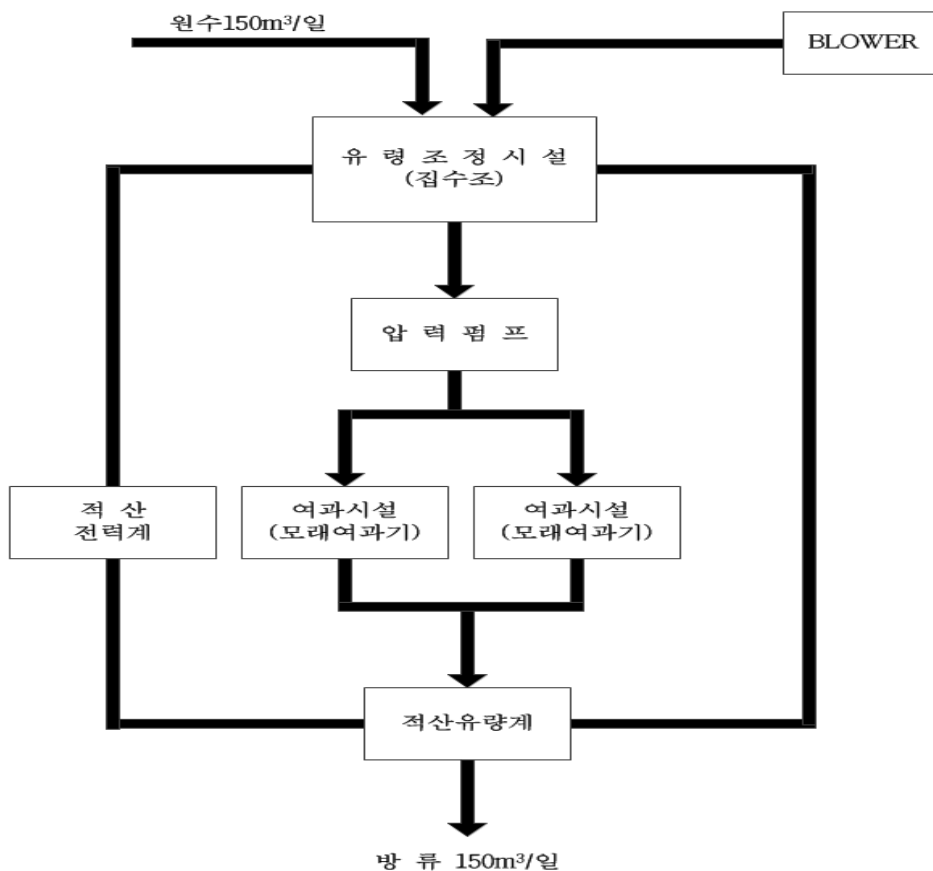 원수150m³/일
BLOWER
유 령 조 정 시 설
(집수조)
압 력 펌 프
적 산
전력계
여과시설
(모래여과기)
여과시설
(모래여과기)
적산유량계
방 류 150m³/일